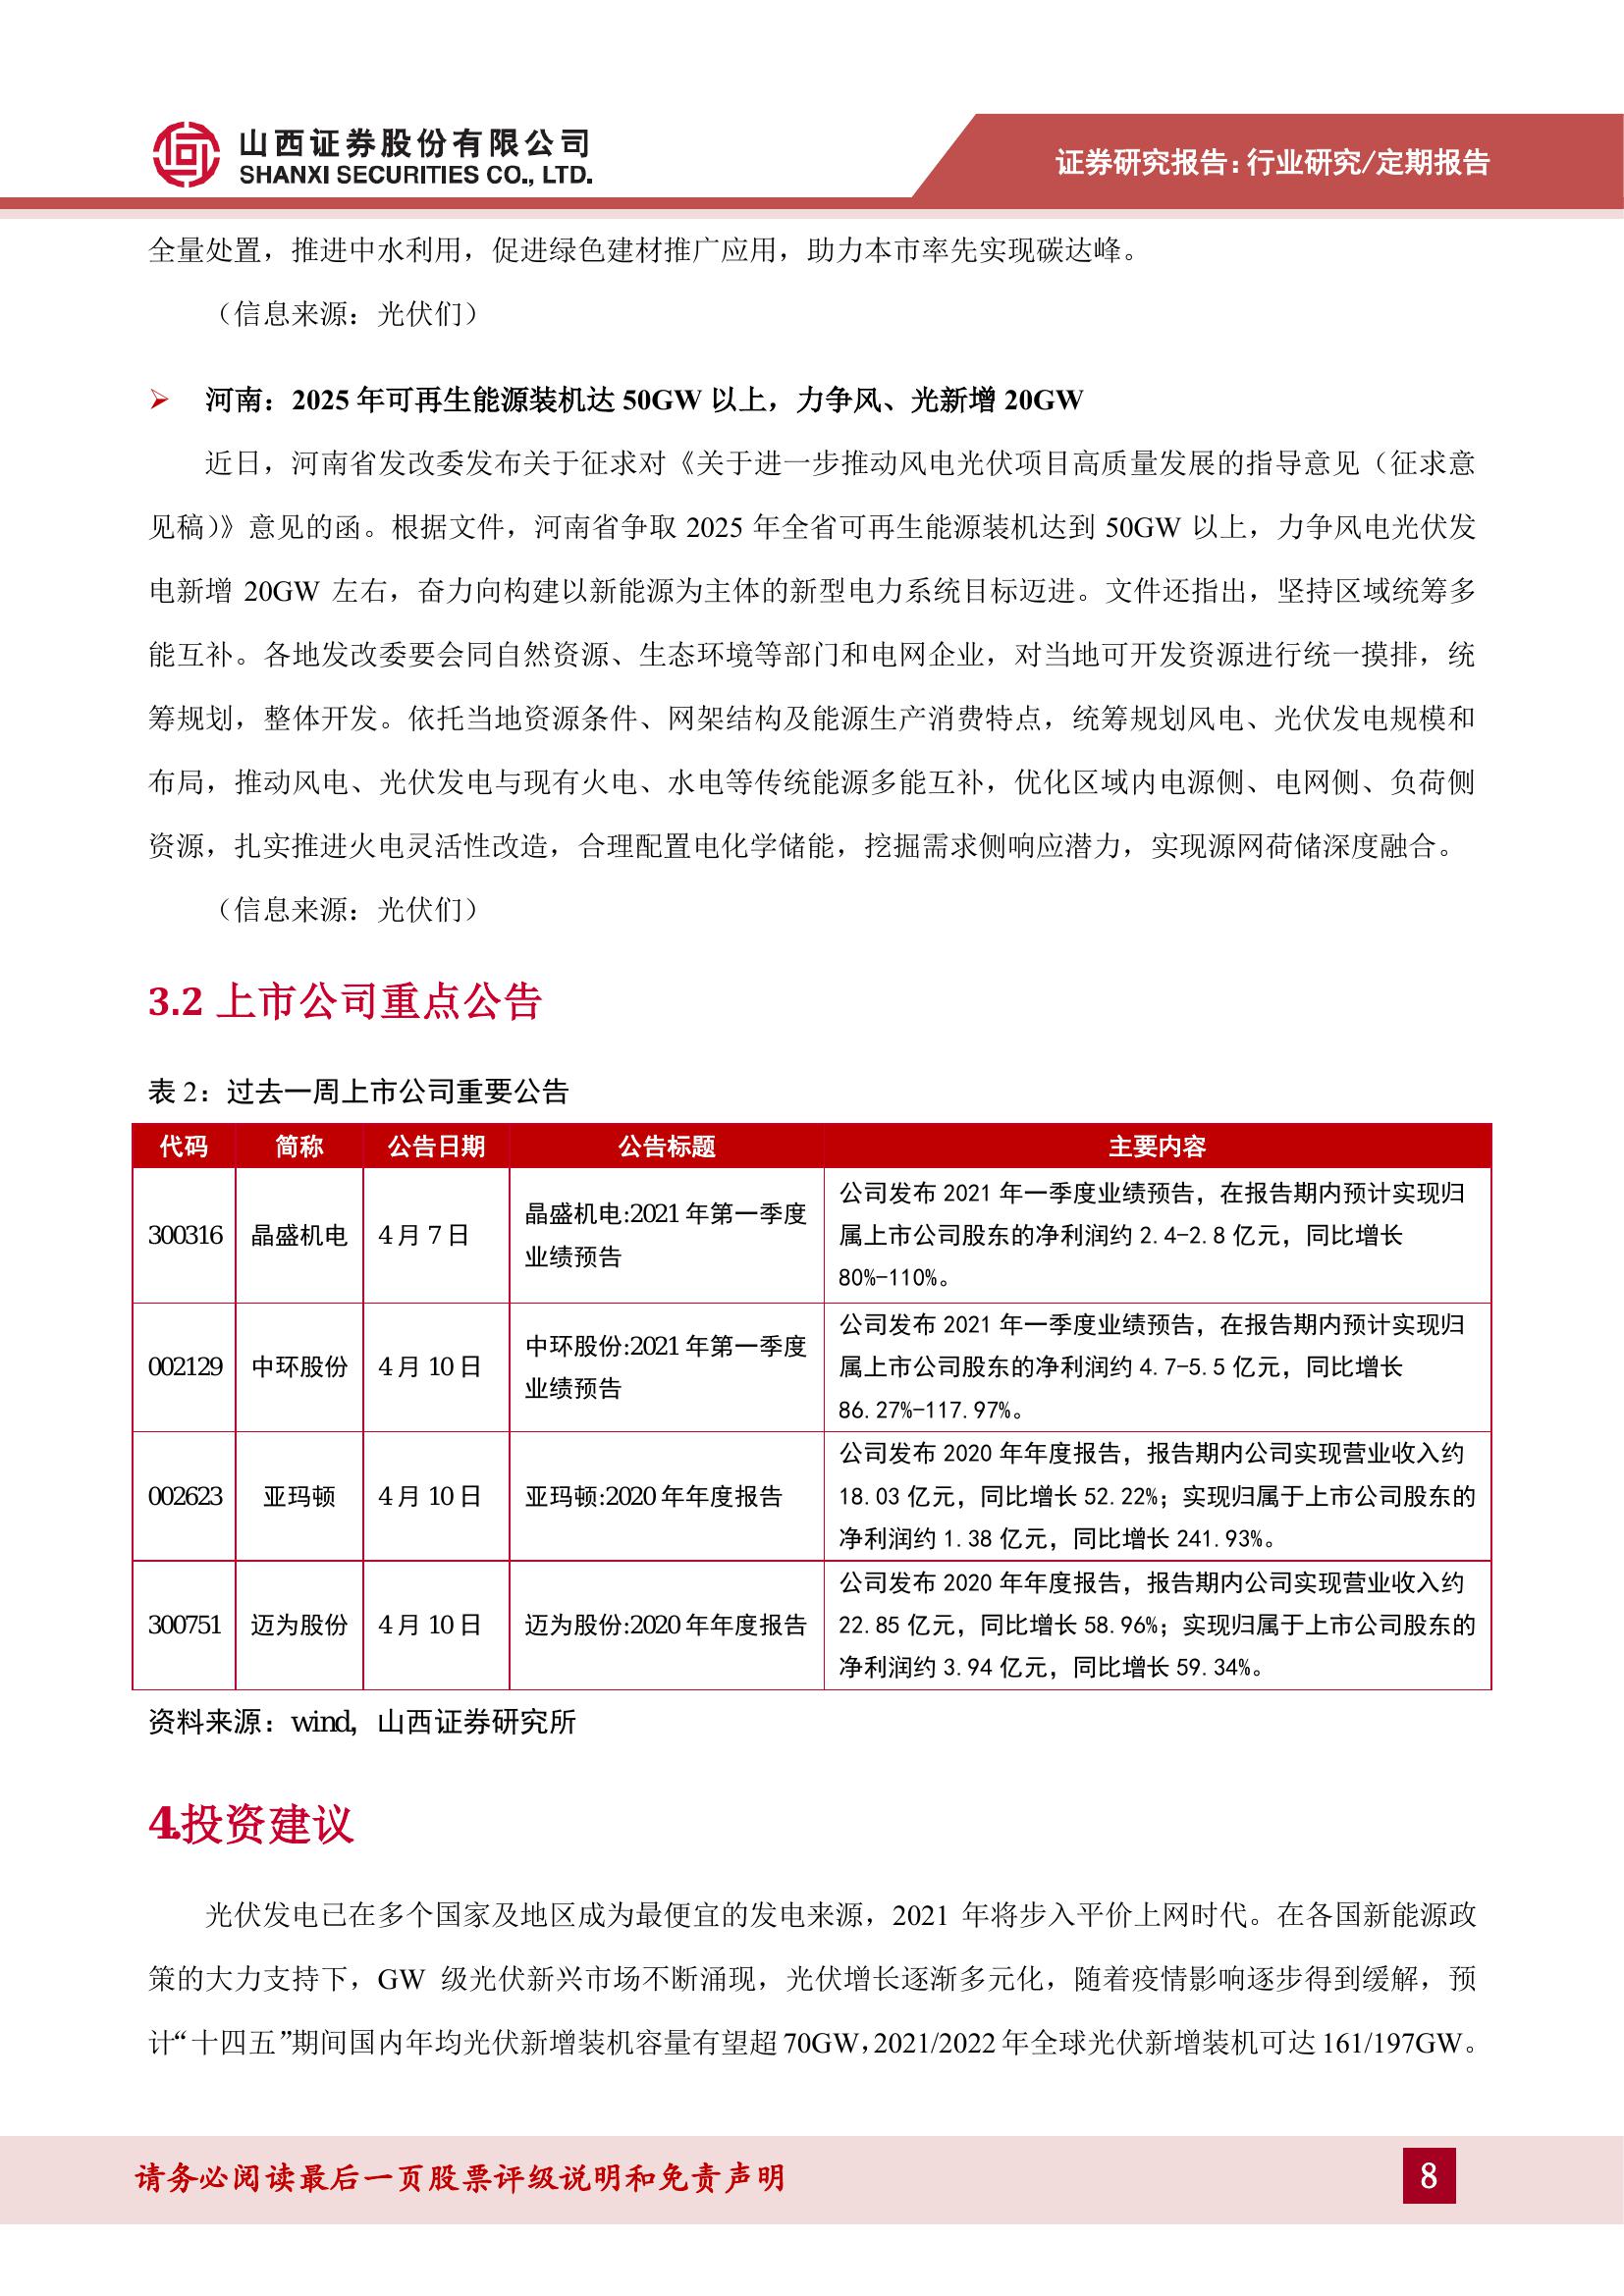 山西证券股份有限公司
SHANXI SECURITIES CO., LTD.
证券研究报告：行业研究/定期报告
全量处置，推进中水利用，促进绿色建材推广应用，助力本市率先实现碳达峰。
（信息来源：光伏们）
➢ 河南：2025 年可再生能源装机达 50GW 以上，力争风、光新增 20GW
近日，河南省发改委发布关于征求对《关于进一步推动风电光伏项目高质量发展的指导意见（征求意
见稿）》意见的函。根据文件，河南省争取 2025 年全省可再生能源装机达到 50GW 以上，力争风电光伏发
电新增 20GW 左右，奋力向构建以新能源为主体的新型电力系统目标迈进。文件还指出，坚持区域统筹多
能互补。各地发改委要会同自然资源、生态环境等部门和电网企业，对当地可开发资源进行统一摸排，统
筹规划，整体开发。依托当地资源条件、网架结构及能源生产消费特点，统筹规划风电、光伏发电规模和
布局，推动风电、光伏发电与现有火电、水电等传统能源多能互补，优化区域内电源侧、电网侧、负荷侧
资源，扎实推进火电灵活性改造，合理配置电化学储能，挖掘需求侧响应潜力，实现源网荷储深度融合。
（信息来源：光伏们）
3.2 上市公司重点公告
表 2：过去一周上市公司重要公告
代码 简称 公告日期 公告标题 主要内容
300316 晶盛机电 4 月 7 日 晶盛机电:2021 年第一季度
业绩预告
公司发布 2021 年一季度业绩预告，在报告期内预计实现归
属上市公司股东的净利润约 2.4-2.8 亿元，同比增长
80%-110%。
002129 中环股份 4 月 10 日 中环股份:2021 年第一季度
业绩预告
公司发布 2021 年一季度业绩预告，在报告期内预计实现归
属上市公司股东的净利润约 4.7-5.5 亿元，同比增长
86.27%-117.97%。
002623 亚玛顿 4 月 10 日 亚玛顿:2020 年年度报告
公司发布 2020 年年度报告，报告期内公司实现营业收入约
18.03 亿元，同比增长 52.22%；实现归属于上市公司股东的
净利润约 1.38 亿元，同比增长 241.93%。
300751 迈为股份 4 月 10 日 迈为股份:2020 年年度报告
公司发布 2020 年年度报告，报告期内公司实现营业收入约
22.85 亿元，同比增长 58.96%；实现归属于上市公司股东的
净利润约 3.94 亿元，同比增长 59.34%。
资料来源：wind，山西证券研究所
4.投资建议
光伏发电已在多个国家及地区成为最便宜的发电来源，2021 年将步入平价上网时代。在各国新能源政
策的大力支持下，GW 级光伏新兴市场不断涌现，光伏增长逐渐多元化，随着疫情影响逐步得到缓解，预
计“十四五”期间国内年均光伏新增装机容量有望超 70GW，2021/2022 年全球光伏新增装机可达 161/197GW。
请务必阅读最后一页股票评级说明和免责声明
8